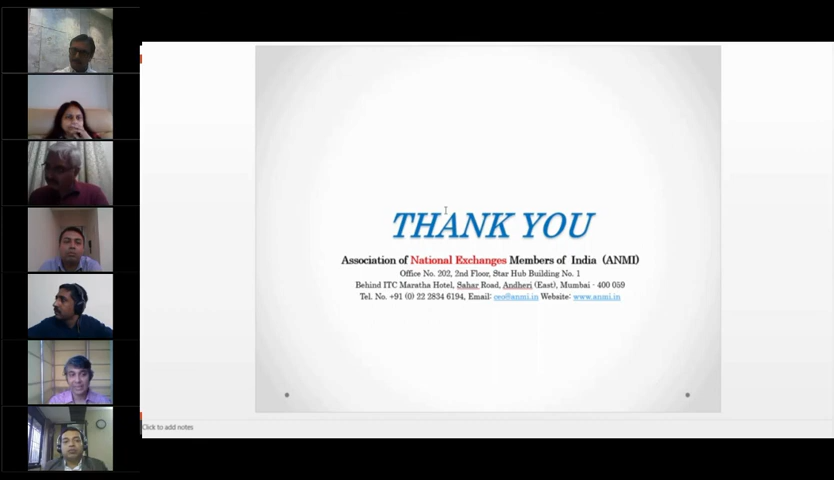 THANK YOU
Association of National Exchanges Members of India (ANMI)
Office No. 202, 2nd Floor, Star Hub Building No. 1
Behind ITC Maratha Hotel, Sahar Road, Andheri (East), Mumbai - 400 059
Tel. No. +91 (0) 22 2834 6194, Email: ceo@anmi.in Website: www.anmi.in
Click to add notes